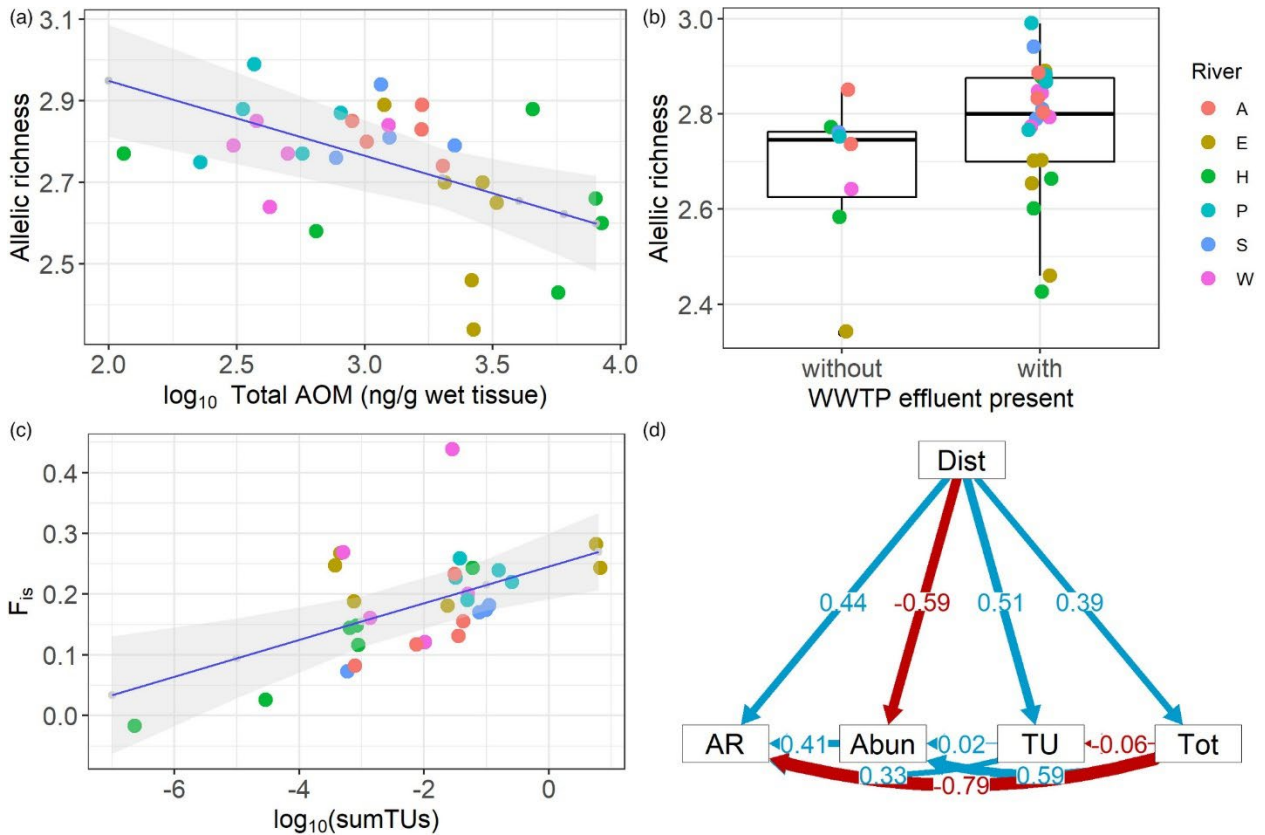 (a)
3.1
2.9
2.7
2.5
Allelic richness
2.0
2.5
3.0
3.5
4.0
log10 Total AOM (ng/g wet tissue)
(b)
3.0
2.8
2.6
2.4
Alellic richness
without
with
WWTP effluent present
River
A
E
H
P
S
W
(c)
0.4
0.3
0.2
0.1
0.0
Fis
-6
-4
-2
0
log10(sumTUs)
(d)
Dist
0.44
-0.59
0.51
0.39
AR
0.41
Abun
0.02
TU
-0.06
Tot
0.33
0.59
-0.79